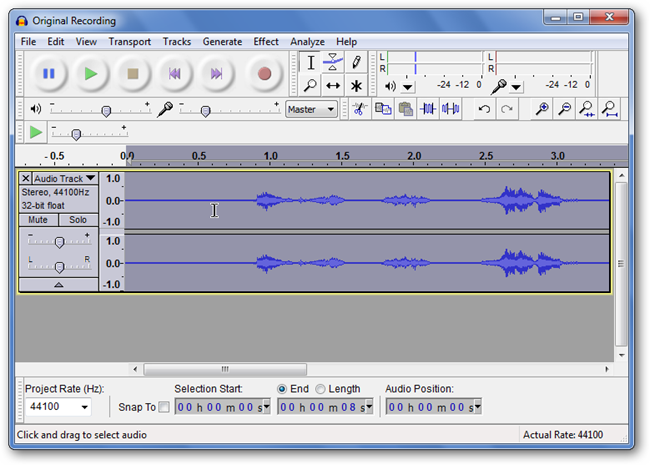 Original Recording
File Edit View Transport Tracks Generate Effect Analyze Help
L
R
-24 -12 0
L
R
-24 -12 0
- + - + Master
- +
- 0.5 0.0 0.5 1.0 1.5 2.0 2.5 3.0
Audio Track
Stereo, 44100Hz
32-bit float
Mute Solo
- +
L R
1.0
0.0
-1.0
1.0
0.0
-1.0
Project Rate (Hz): Selection Start: End Length Audio Position:
44100 Snap To 00 h 00 m 00 s 00 h 00 m 08 s 00 h 00 m 00 s
Click and drag to select audio Actual Rate: 44100